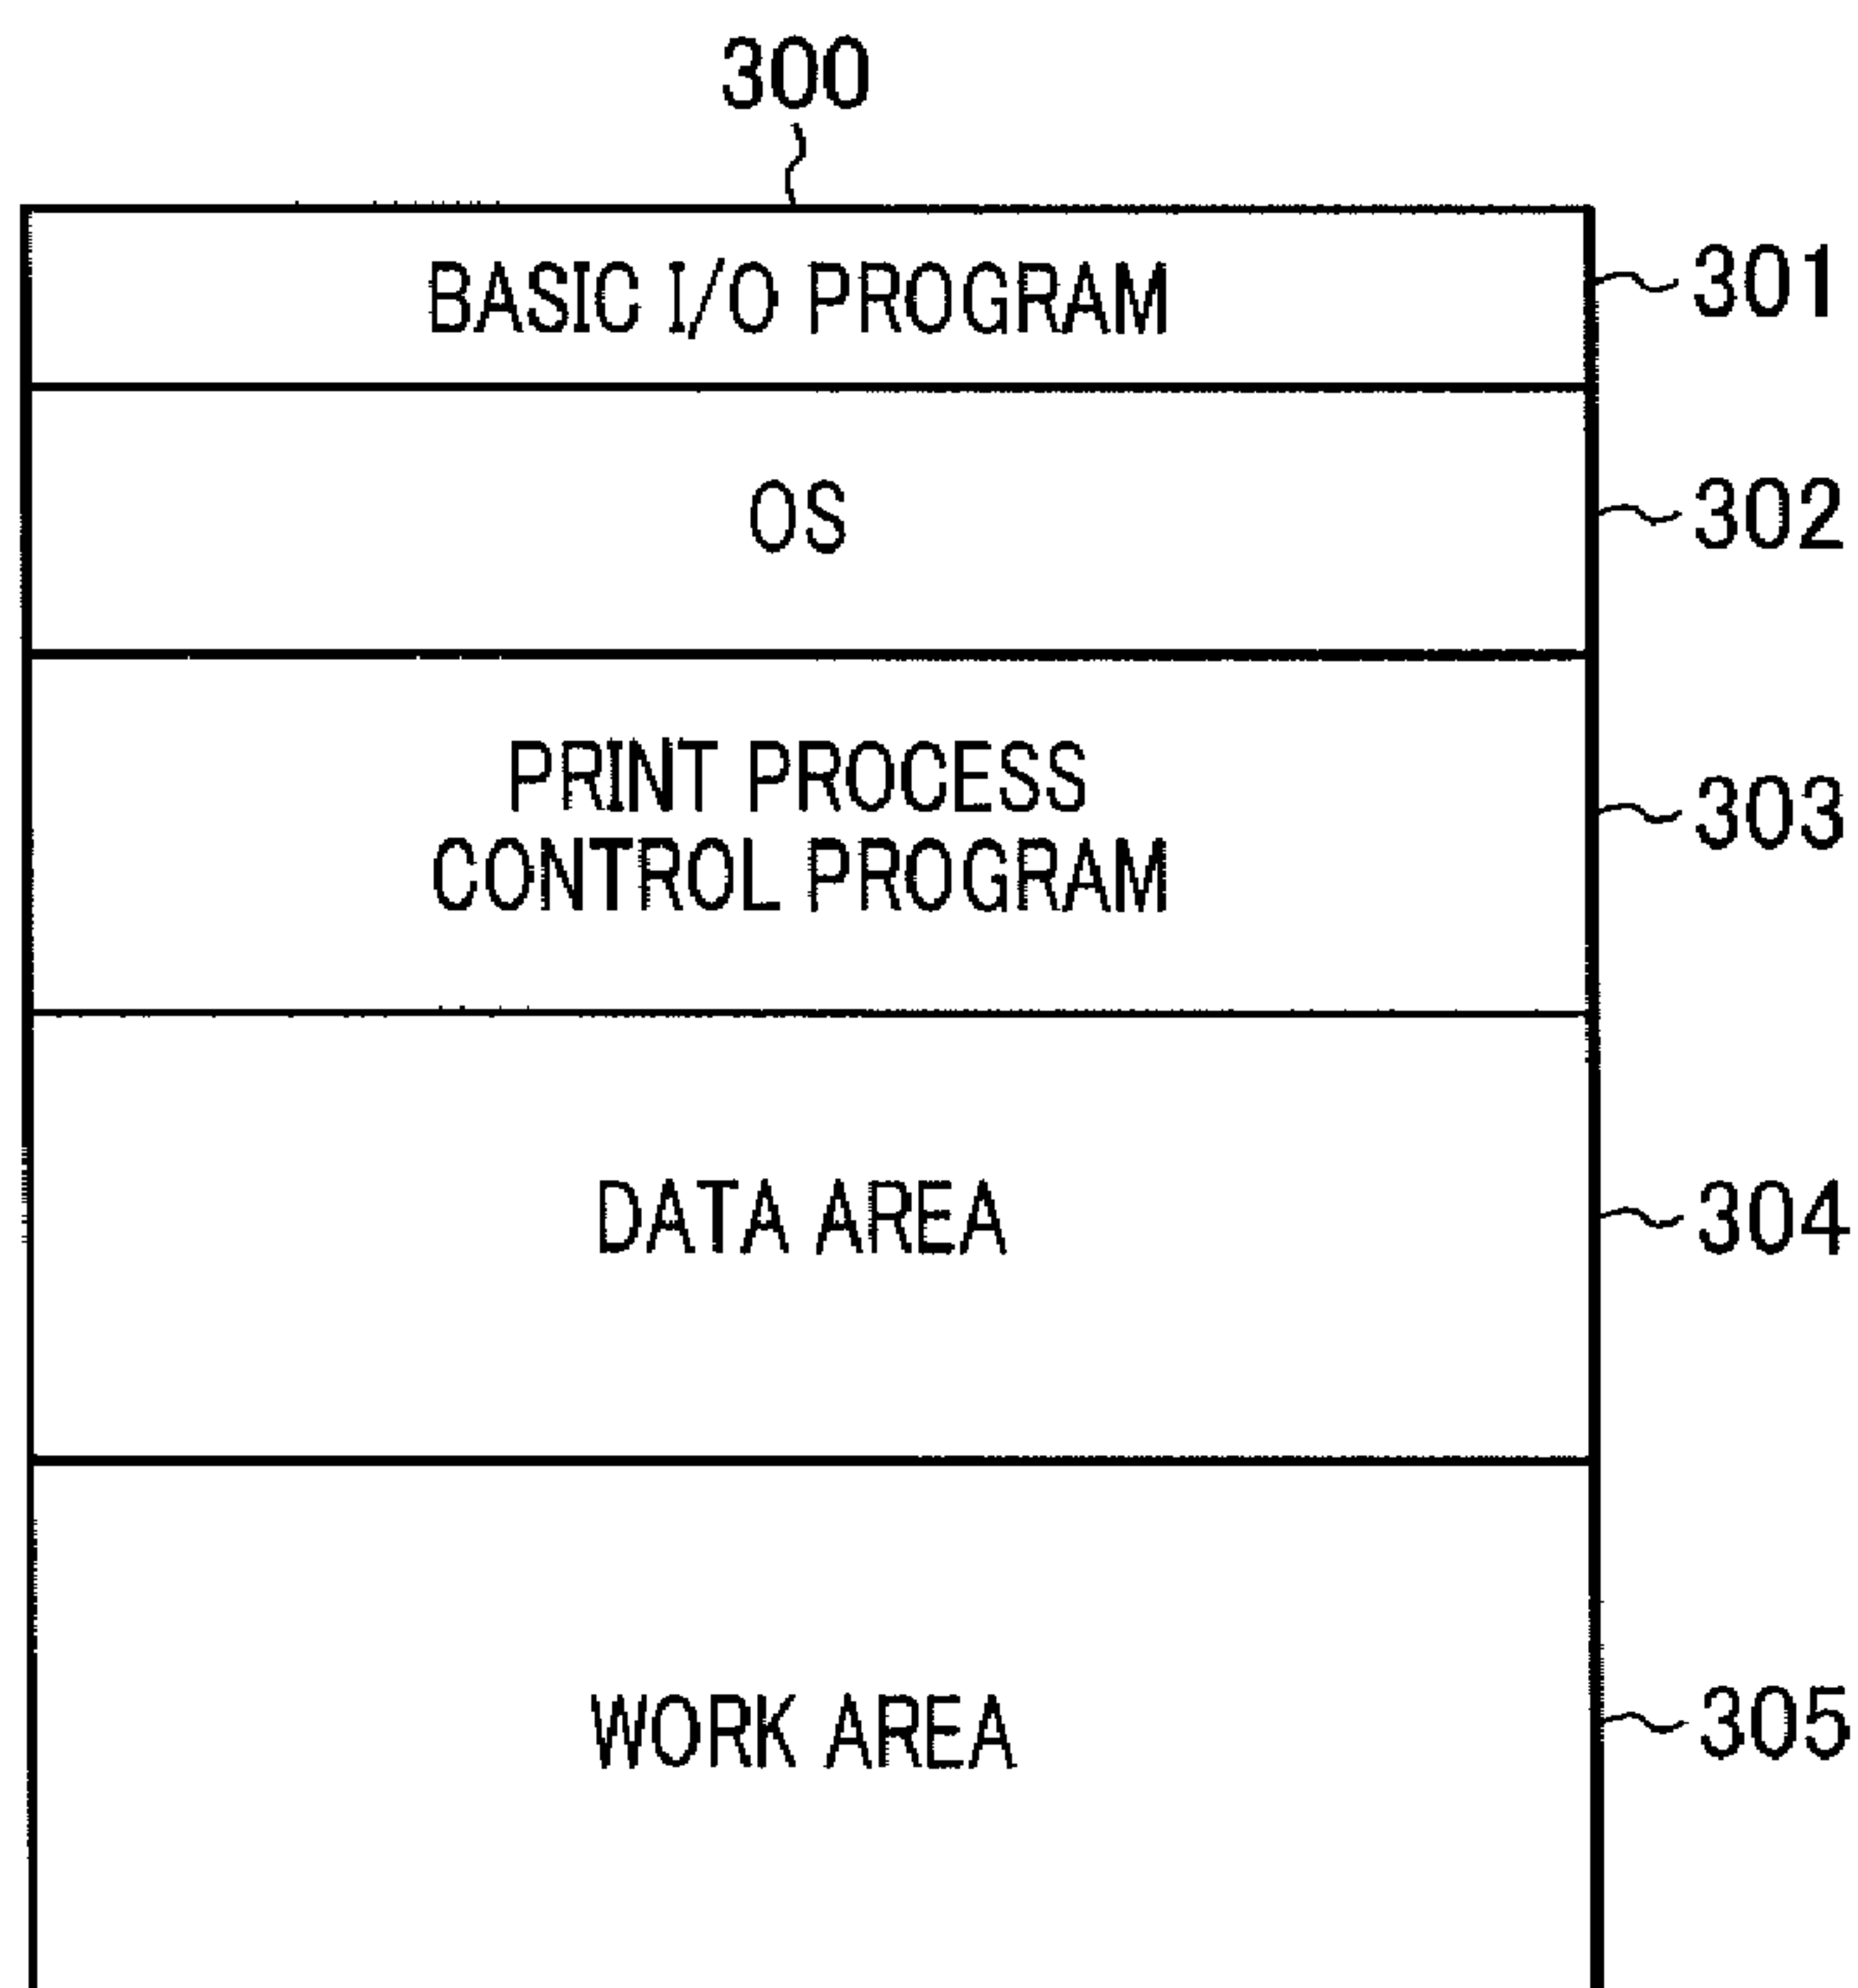 300
BASIC I/O PROGRAM
301
OS
302
PRINT PROCESS
CONTROL PROGRAM
303
DATA AREA
304
WORK AREA
305